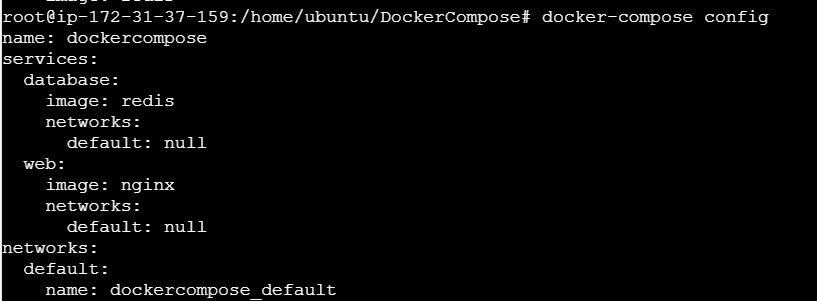 root@ip-172-31-37-159:/home/ubuntu/DockerCompose# docker-compose config
name: dockercompose
services:
  database:
    image: redis
    networks:
      default: null
  web:
    image: nginx
    networks:
      default: null
networks:
  default:
    name: dockercompose_default